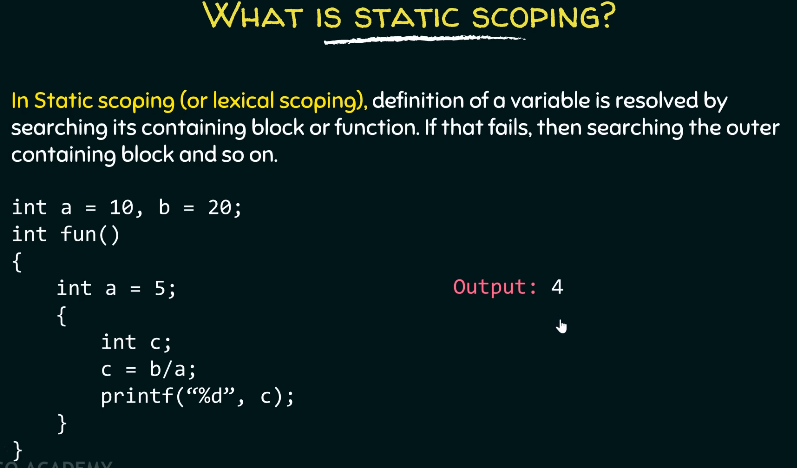 WHAT IS STATIC SCOPING?
In Static scoping (or lexical scoping), definition of a variable is resolved by
searching its containing block or function. If that fails, then searching the outer
containing block and so on.
int a = 10, b = 20;
int fun()
{
    int a = 5;
    {
        int c;
        c = b/a;
        printf(“%d”, c);
    }
}
Output: 4
ACADEMY